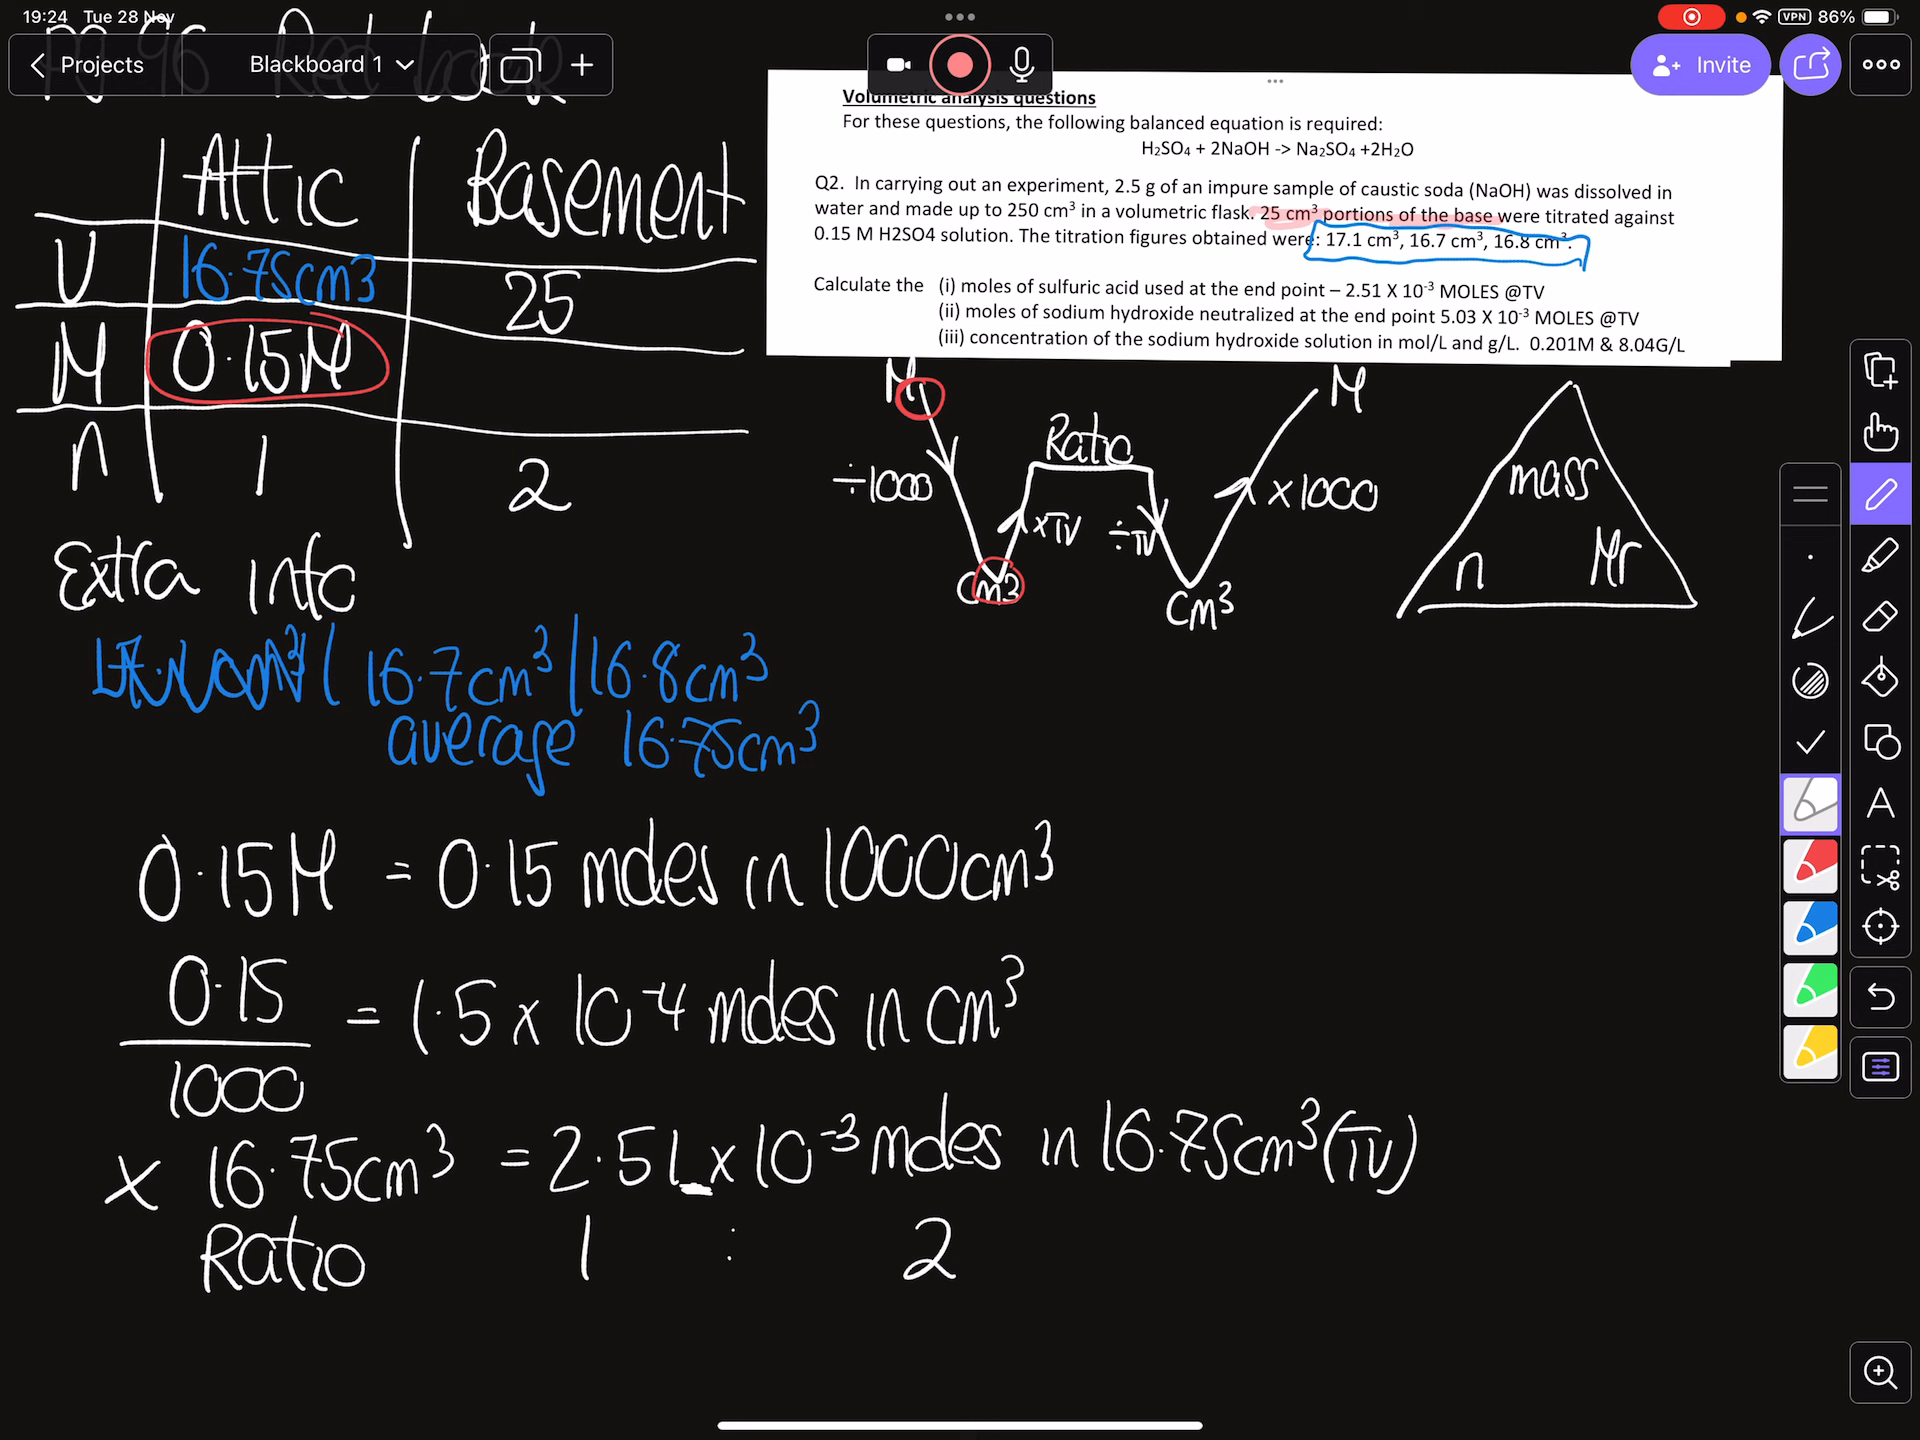 19:24 Tue 28 Nov
VPN 86%
Pg 96 Red book
Projects
Blackboard 1
Invite
Volumetric analysis questions
For these questions, the following balanced equation is required:
H₂SO₄ + 2NaOH -> Na₂SO₄ +2H₂O
Q2. In carrying out an experiment, 2.5 g of an impure sample of caustic soda (NaOH) was dissolved in
water and made up to 250 cm³ in a volumetric flask. 25 cm³ portions of the base were titrated against
0.15 M H2SO4 solution. The titration figures obtained were: 17.1 cm³, 16.7 cm³, 16.8 cm³.
Calculate the (i) moles of sulfuric acid used at the end point – 2.51 X 10⁻³ MOLES @TV
(ii) moles of sodium hydroxide neutralized at the end point 5.03 X 10⁻³ MOLES @TV
(iii) concentration of the sodium hydroxide solution in mol/L and g/L. 0.201M & 8.04G/L
Attic Basement
V 16.75cm3 25
M 0.15M
n 1 2
M
÷1000
cm3
xTV
Ratio
÷TV
cm³
x1000
M
mass
n Mr
Extra info
16.7cm³ | 16.8cm³
average 16.75cm³
0.15M = 0.15 moles in 1000cm³
0.15
1000
= 1.5 x 10⁻⁴ moles in cm³
x 16.75cm³ = 2.51 x 10⁻³ moles in 16.75cm³ (TV)
Ratio 1 : 2
A